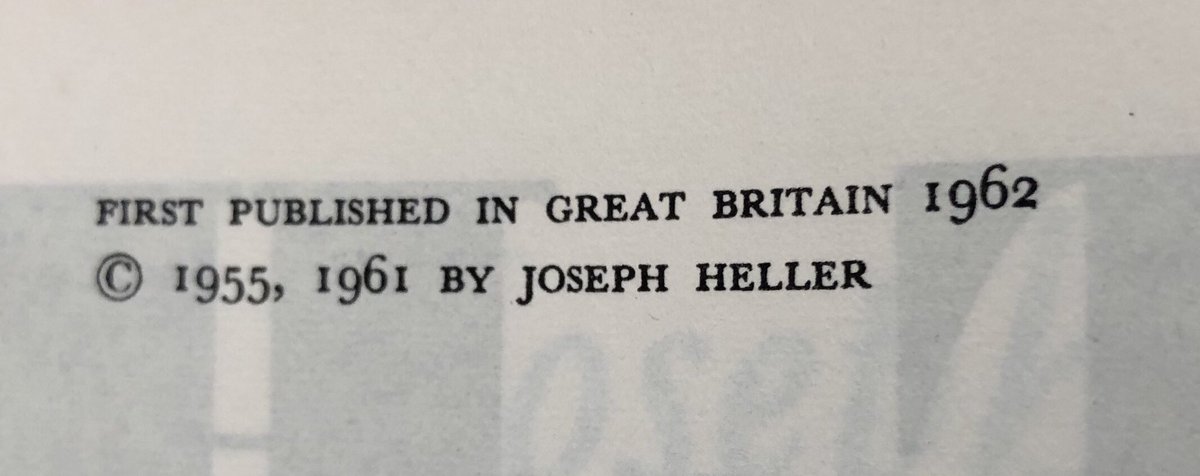 FIRST PUBLISHED IN GREAT BRITAIN 1962
© 1955, 1961 BY JOSEPH HELLER